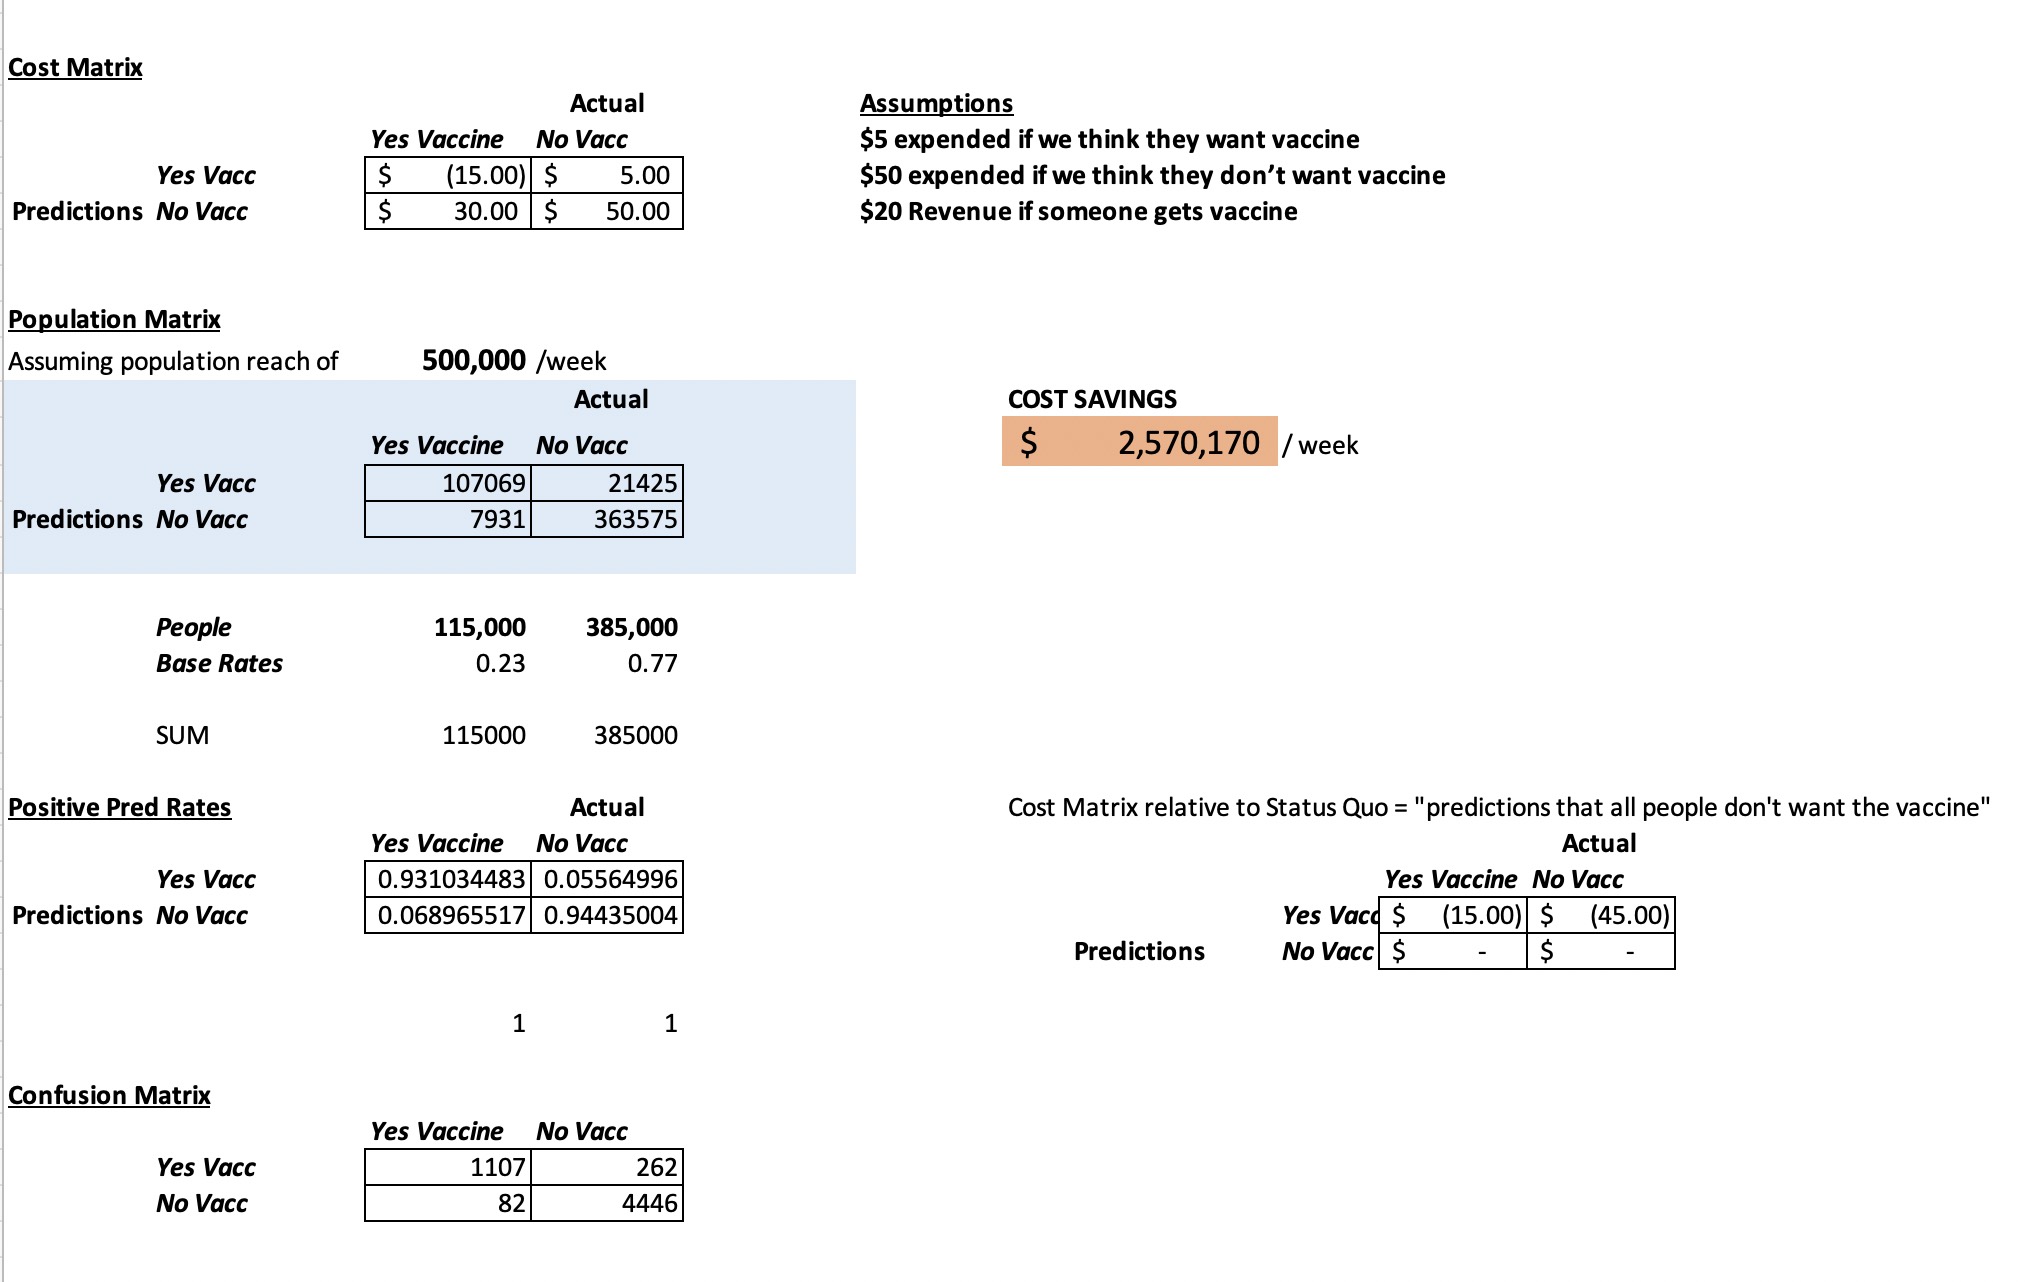 Cost Matrix
Actual Assumptions
Yes Vaccine No Vacc $5 expended if we think they want vaccine
Yes Vacc $ (15.00) $ 5.00 $50 expended if we think they don’t want vaccine
Predictions No Vacc $ 30.00 $ 50.00 $20 Revenue if someone gets vaccine
Population Matrix
Assuming population reach of 500,000 /week
Actual COST SAVINGS
Yes Vaccine No Vacc $ 2,570,170 / week
Yes Vacc 107069 21425
Predictions No Vacc 7931 363575
People 115,000 385,000
Base Rates 0.23 0.77
SUM 115000 385000
Positive Pred Rates Actual Cost Matrix relative to Status Quo = "predictions that all people don't want the vaccine"
Yes Vaccine No Vacc Actual
Yes Vacc 0.931034483 0.05564996 Yes Vaccine No Vacc
Predictions No Vacc 0.068965517 0.94435004 Yes Vacc $ (15.00) $ (45.00)
Predictions No Vacc $ - $ -
1 1
Confusion Matrix
Yes Vaccine No Vacc
Yes Vacc 1107 262
No Vacc 82 4446